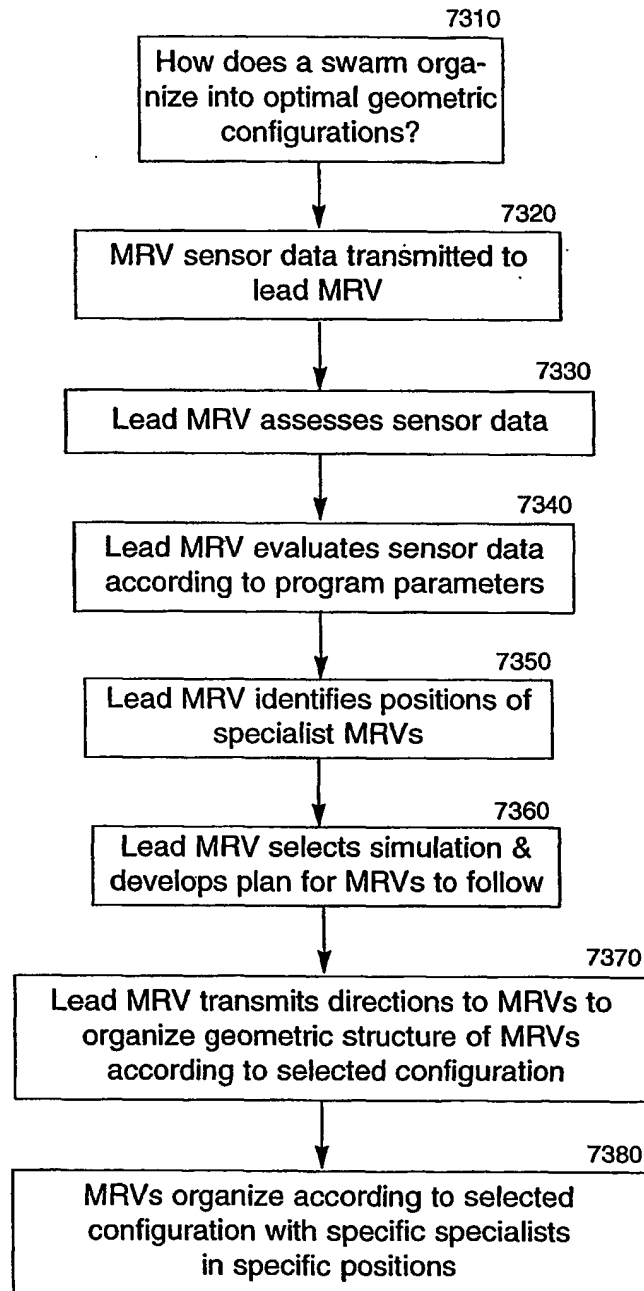 7310
How does a swarm orga-
nize into optimal geometric
configurations?
7320
MRV sensor data transmitted to
lead MRV
7330
Lead MRV assesses sensor data
7340
Lead MRV evaluates sensor data
according to program parameters
7350
Lead MRV identifies positions of
specialist MRVs
7360
Lead MRV selects simulation &
develops plan for MRVs to follow
7370
Lead MRV transmits directions to MRVs to
organize geometric structure of MRVs
according to selected configuration
7380
MRVs organize according to selected
configuration with specific specialists
in specific positions